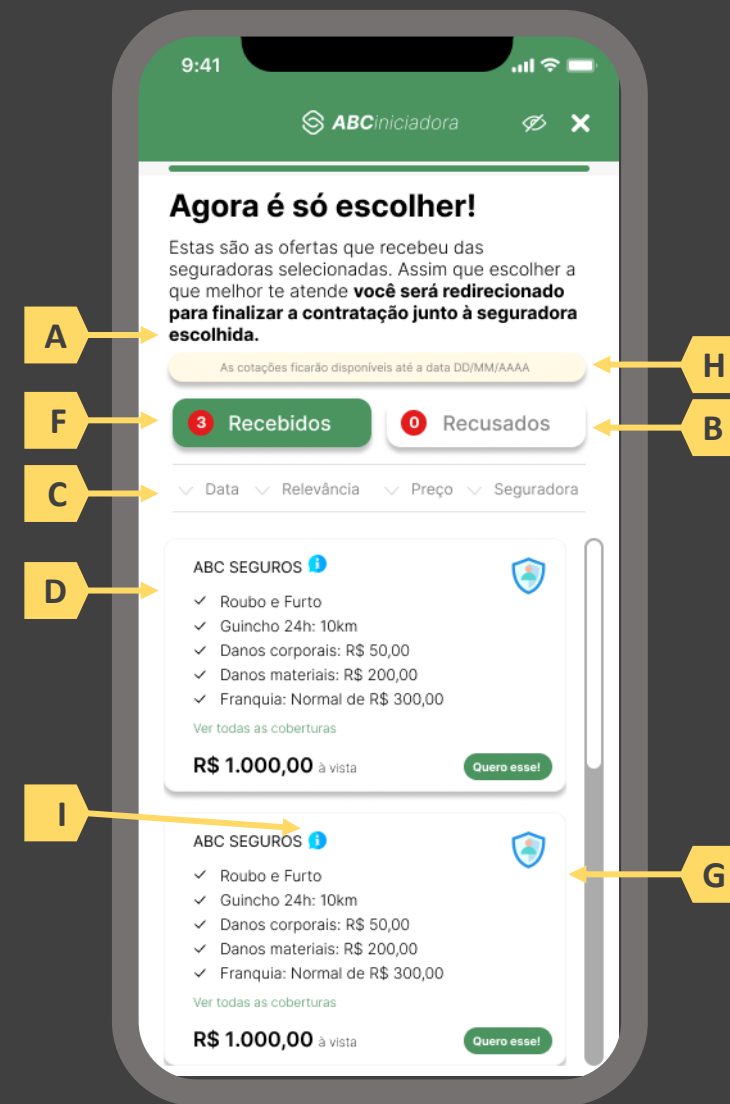 9:41
ABCiniciadora
Agora é só escolher!
Estas são as ofertas que recebeu das
seguradoras selecionadas. Assim que escolher a
que melhor te atende você será redirecionado
para finalizar a contratação junto à seguradora
escolhida.
A
As cotações ficarão disponíveis até a data DD/MM/AAAA
H
F
3 Recebidos
0 Recusados
B
C
Data Relevância Preço Seguradora
D
ABC SEGUROS i
Roubo e Furto
Guincho 24h: 10km
Danos corporais: R$ 50,00
Danos materiais: R$ 200,00
Franquia: Normal de R$ 300,00
Ver todas as coberturas
R$ 1.000,00 à vista
Quero esse!
I
ABC SEGUROS i
G
Roubo e Furto
Guincho 24h: 10km
Danos corporais: R$ 50,00
Danos materiais: R$ 200,00
Franquia: Normal de R$ 300,00
Ver todas as coberturas
R$ 1.000,00 à vista
Quero esse!